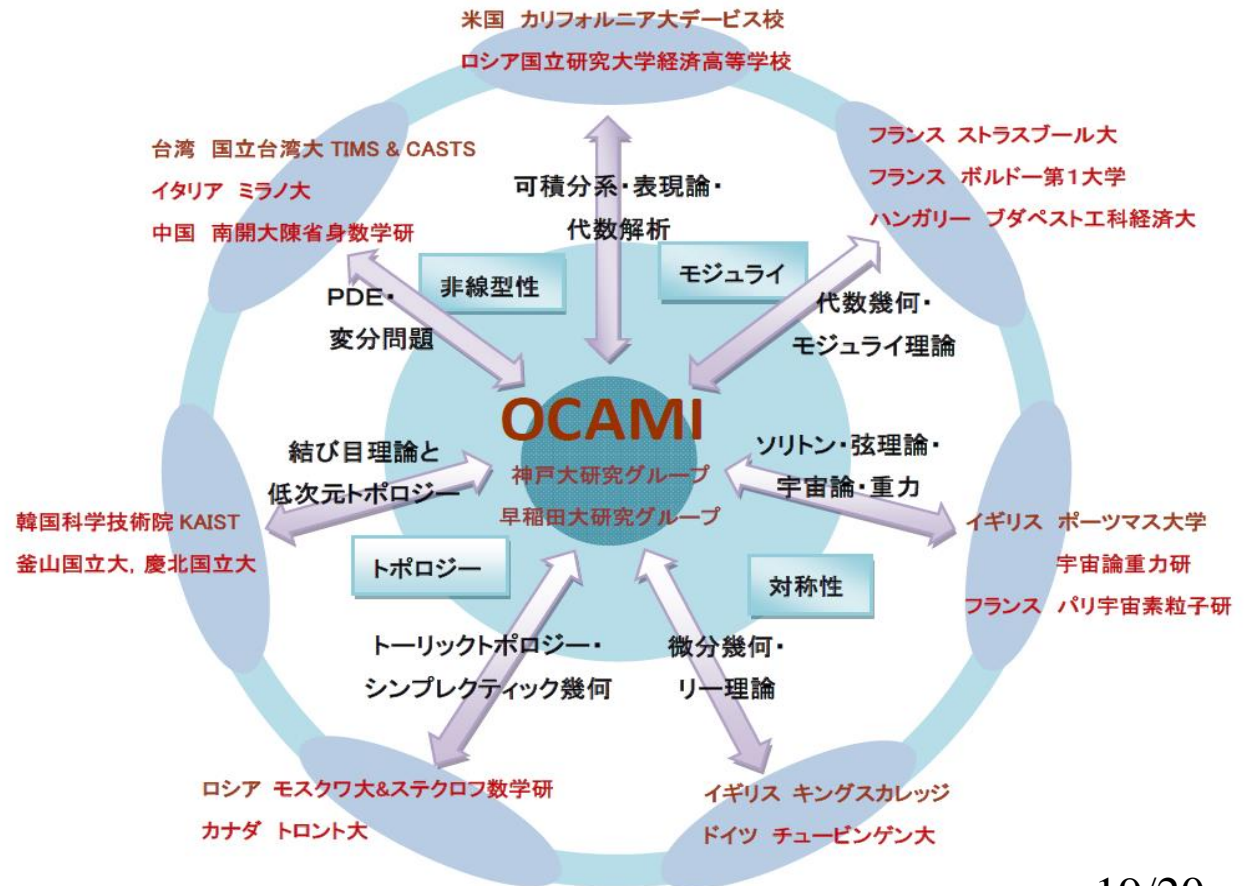 米国 カリフォルニア大デービス校
ロシア国立研究大学経済高等学校
台湾 国立台湾大 TIMS & CASTS
イタリア ミラノ大
中国 南開大陳省身数学研
フランス ストラスブール大
フランス ボルドー第1大学
ハンガリー ブダペスト工科経済大
可積分系・表現論・
代数解析
非線型性
モジュライ
PDE・
変分問題
代数幾何・
モジュライ理論
OCAMI
神戸大研究グループ
早稲田大研究グループ
結び目理論と
低次元トポロジー
ソリトン・弦理論・
宇宙論・重力
韓国科学技術院 KAIST
釜山国立大, 慶北国立大
イギリス ポーツマス大学
宇宙論重力研
フランス パリ宇宙素粒子研
トポロジー
対称性
トーリックトポロジー・
シンプレクティック幾何
微分幾何・
リー理論
ロシア モスクワ大&ステクロフ数学研
カナダ トロント大
イギリス キングスカレッジ
ドイツ チュービンゲン大